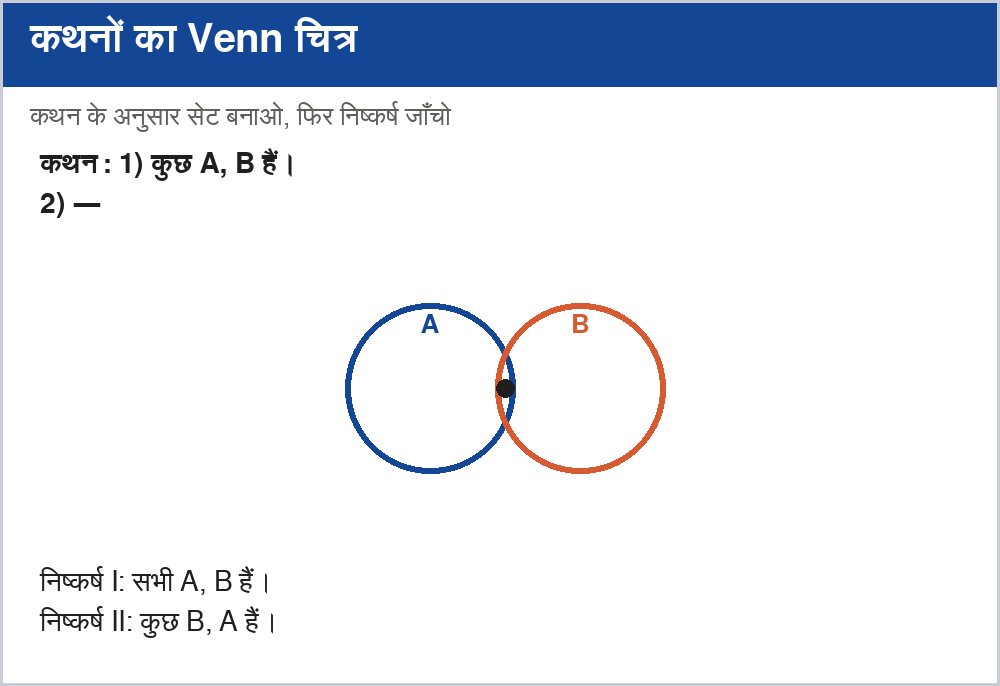 कथनों का Venn चित्र
कथन के अनुसार सेट बनाओ, फिर निष्कर्ष जाँचो
कथन : 1) कुछ A, B हैं।
2) —
A
B
निष्कर्ष I: सभी A, B हैं।
निष्कर्ष II: कुछ B, A हैं।